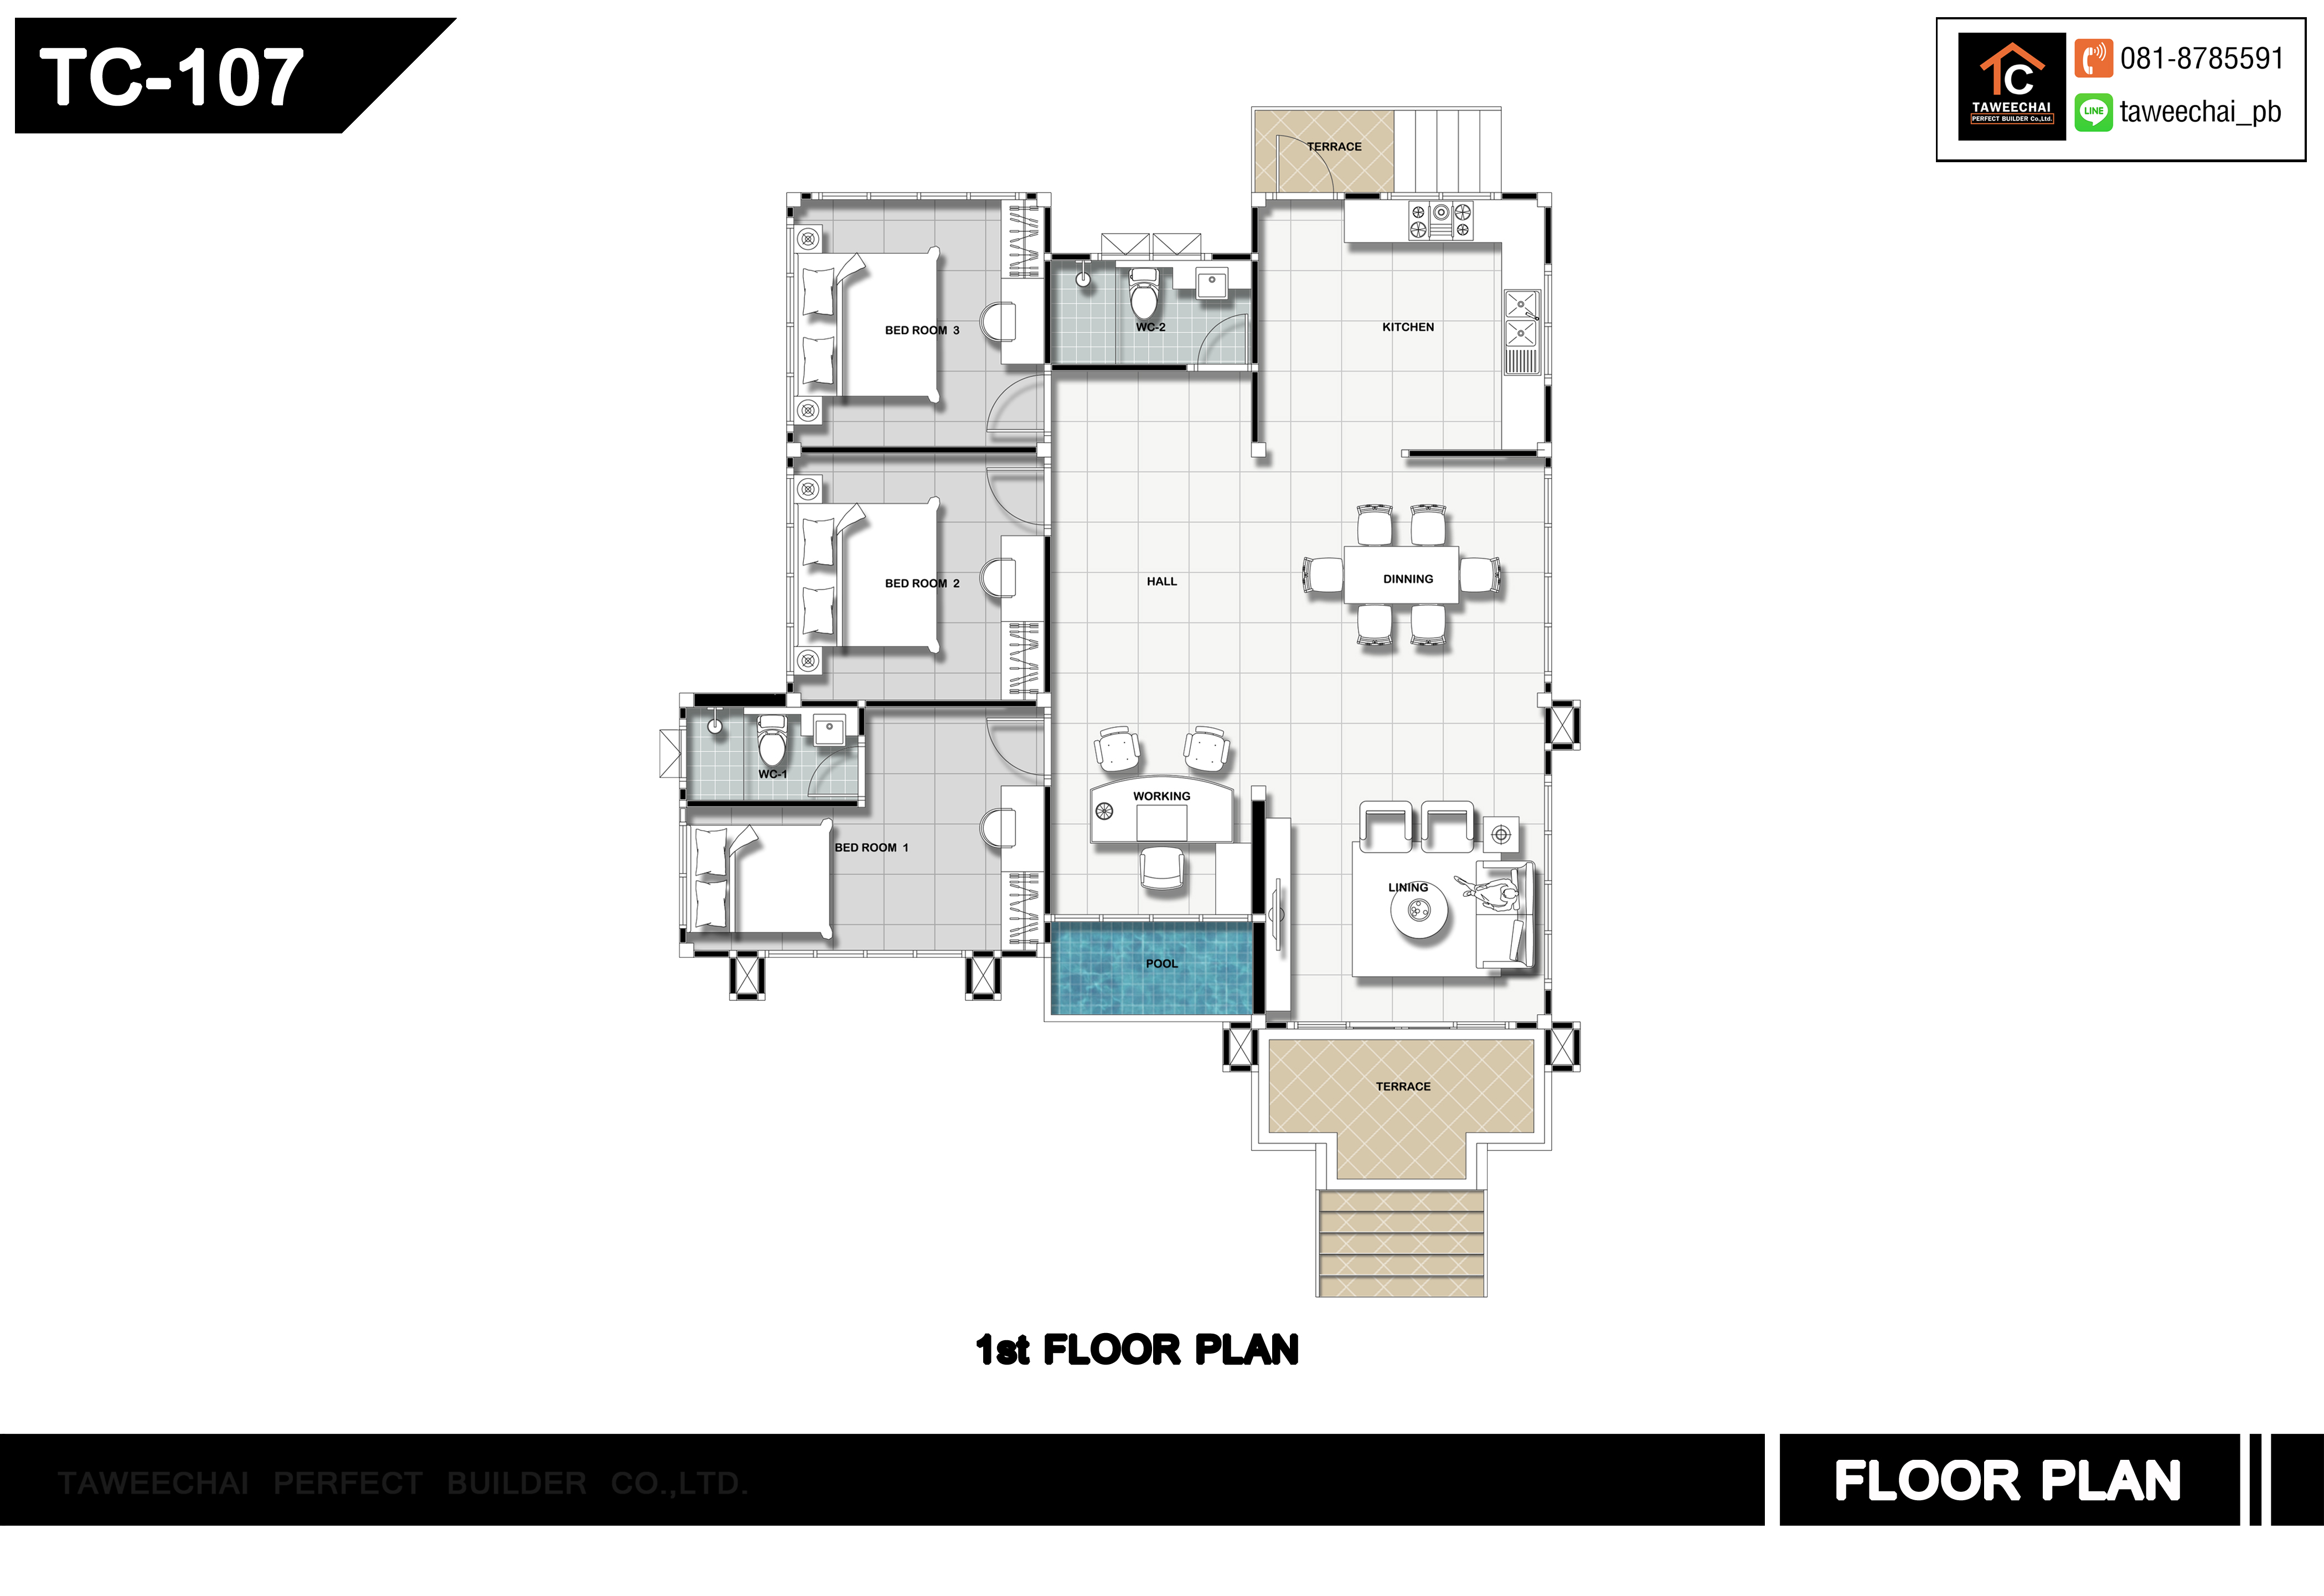 TC-107
TC
TAWEECHAI
PERFECT BUILDER Co.,Ltd.
081-8785591
LINE
taweechai_pb
TERRACE
BED ROOM 3
WC-2
KITCHEN
BED ROOM 2
HALL
DINNING
WC-1
WORKING
BED ROOM 1
LINING
POOL
TERRACE
1st FLOOR PLAN
TAWEECHAI PERFECT BUILDER CO.,LTD.
FLOOR PLAN